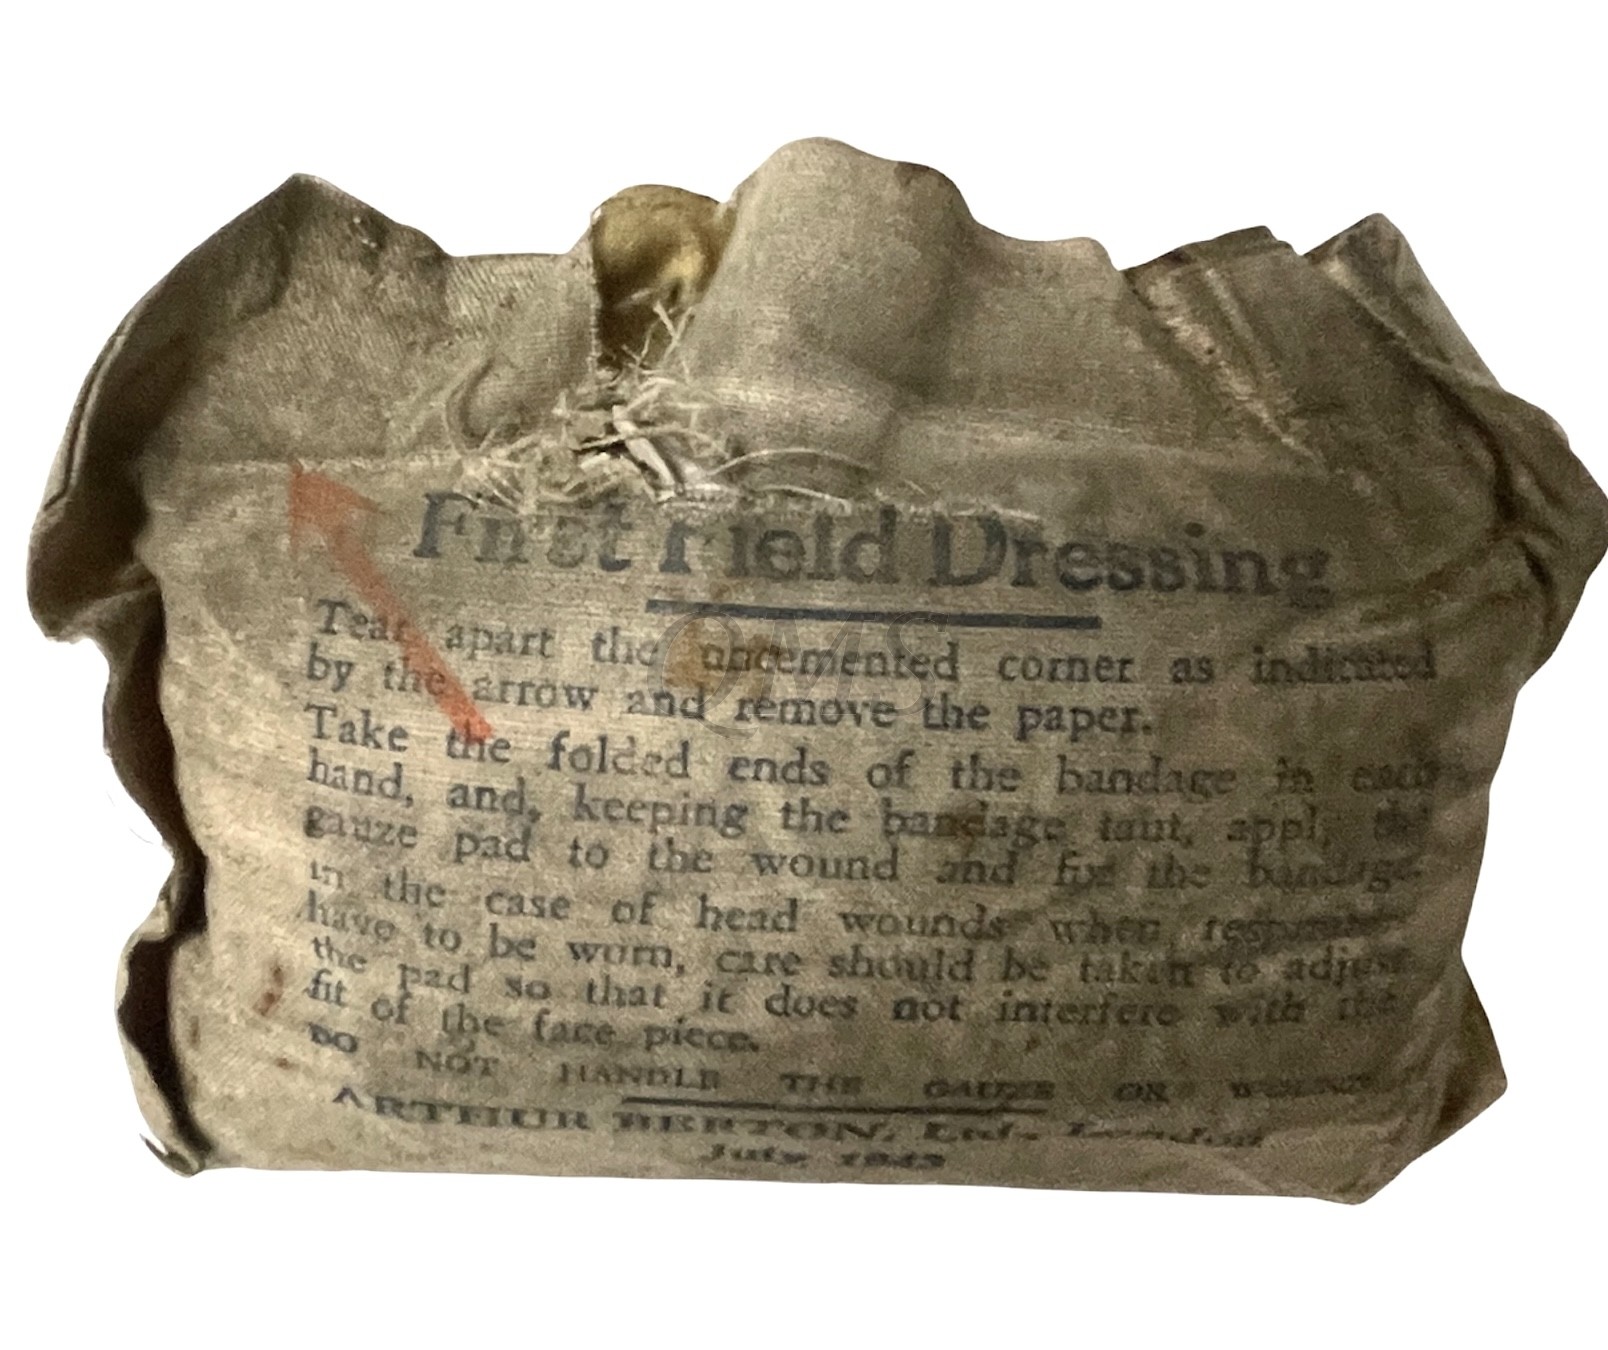 First Field Dressing
Tear apart the uncemented corner as indicated
by the arrow and remove the paper.
Take the folded ends of the bandage in each
hand, and, keeping the bandage taut, apply the
gauze pad to the wound and fix the bandage.
in the case of head wounds when respirators
have to be worn, care should be taken to adjust
the pad so that it does not interfere with the
fit of the face piece.
DO NOT HANDLE THE GAUZE OR WOUND
ARTHUR BERTON, Ltd., London
July 1943
QMS